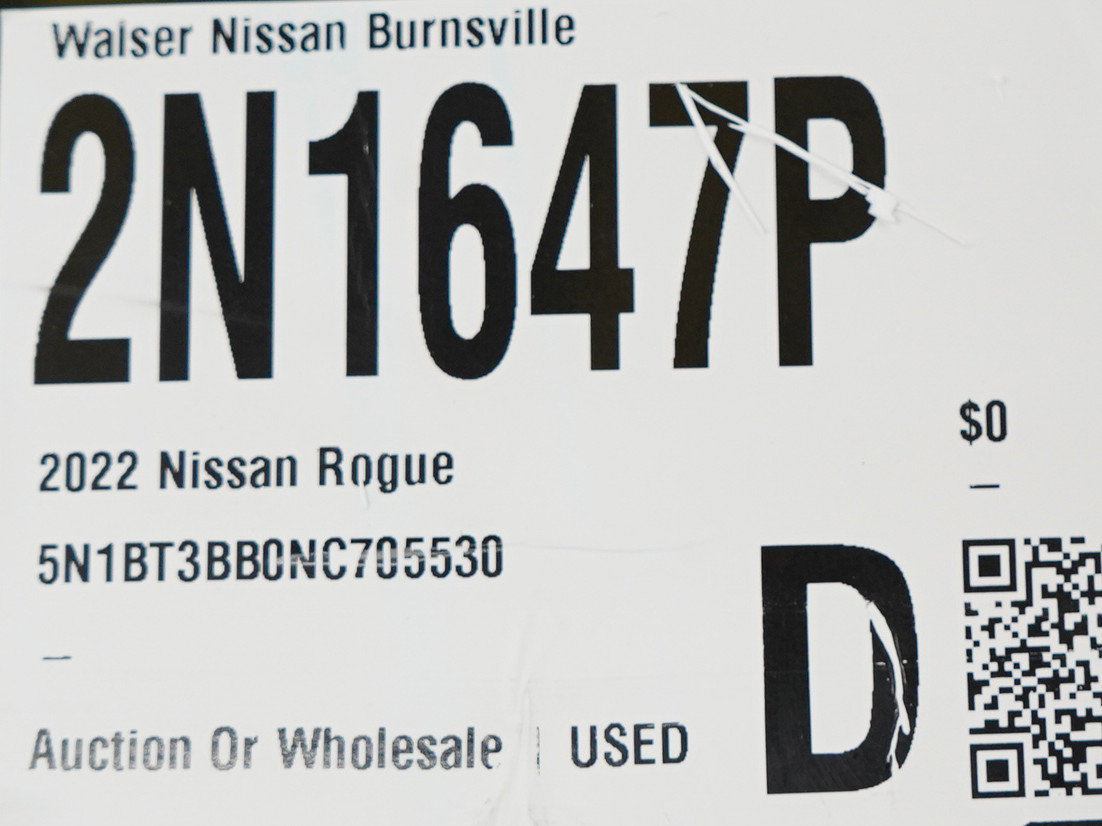 Walser Nissan Burnsville
2N1647P
$0
–
2022 Nissan Rogue
5N1BT3BB0NC705530
–
Auction Or Wholesale | USED
D